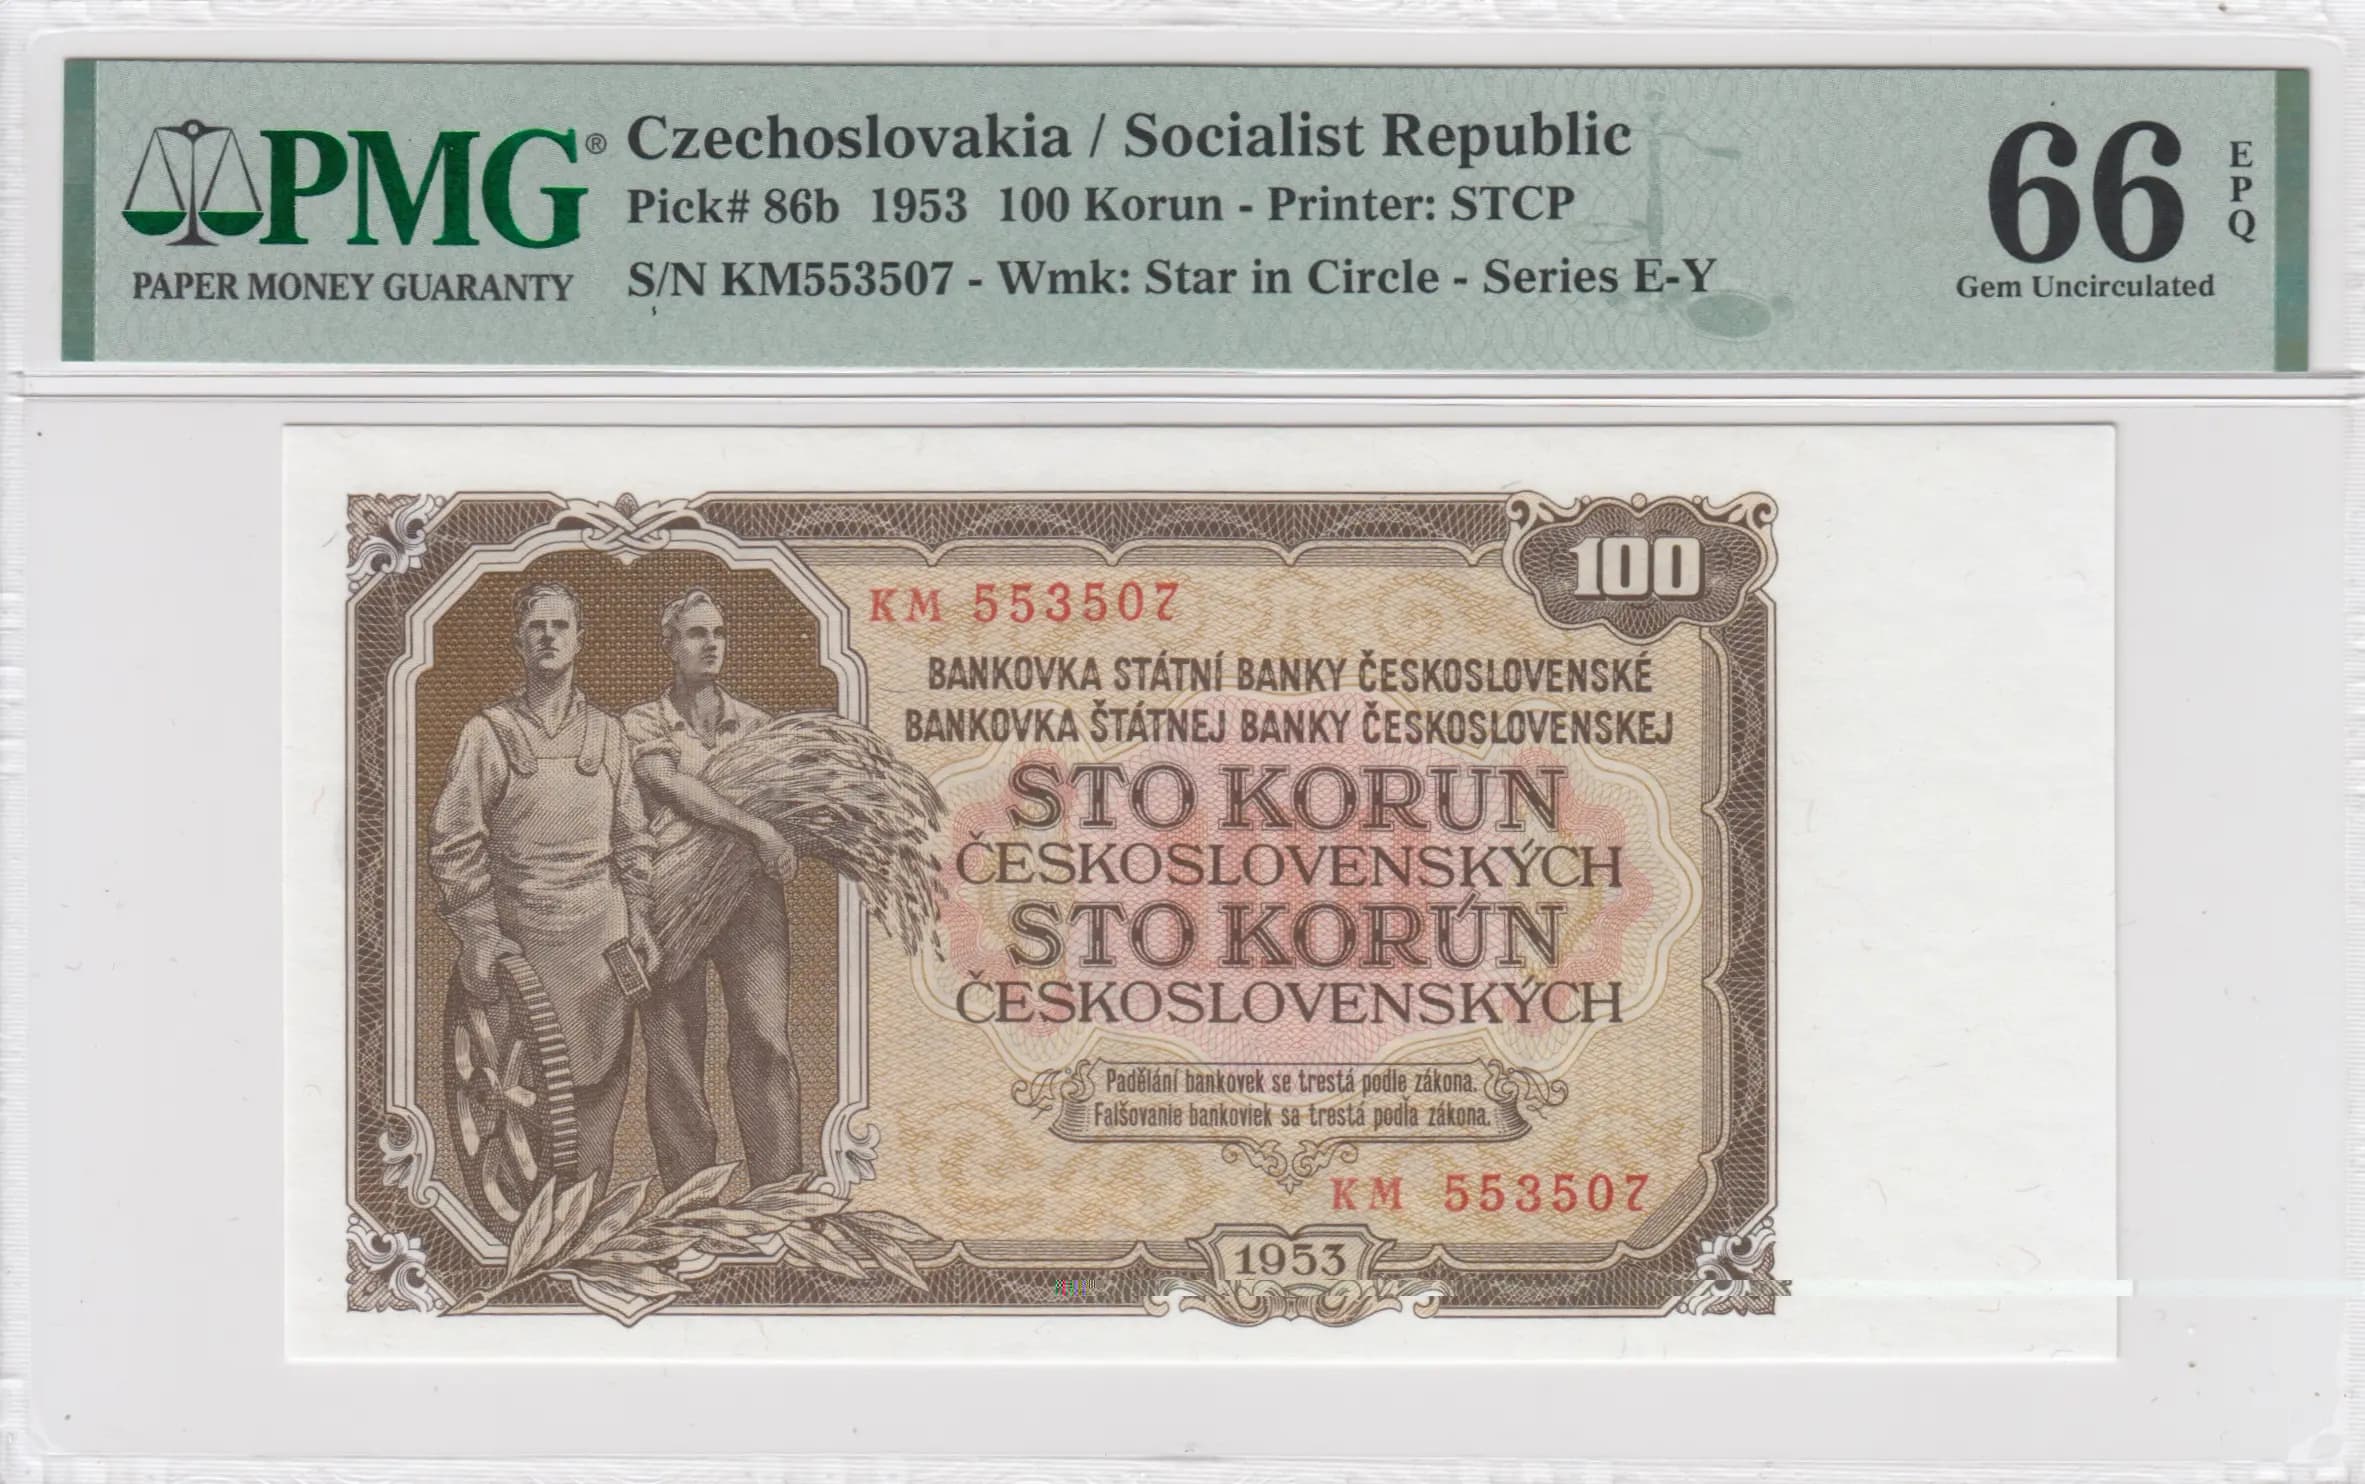 PMG®
PAPER MONEY GUARANTY
Czechoslovakia / Socialist Republic
Pick# 86b 1953 100 Korun - Printer: STCP
S/N KM553507 - Wmk: Star in Circle - Series E-Y
66
EPQ
Gem Uncirculated
100
KM 553507
BANKOVKA STÁTNÍ BANKY ČESKOSLOVENSKÉ
BANKOVKA ŠTÁTNEJ BANKY ČESKOSLOVENSKEJ
STO KORUN
ČESKOSLOVENSKÝCH
STO KORÚN
ČESKOSLOVENSKÝCH
Padělání bankovek se trestá podle zákona.
Falšovanie bankoviek sa trestá podľa zákona.
KM 553507
1953